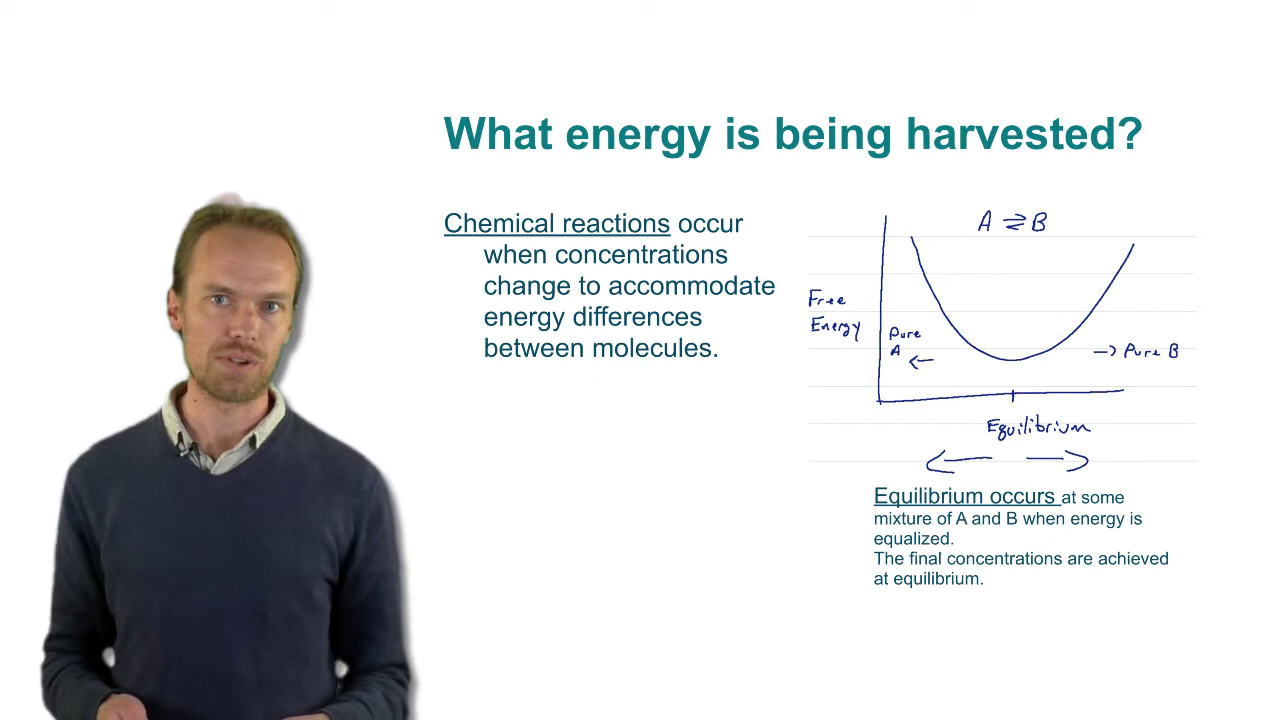 What energy is being harvested?
Chemical reactions occur
when concentrations
change to accommodate
energy differences
between molecules.
A ⇌ B
Free
Energy
Pure
A
←
→ Pure B
Equilibrium
← →
Equilibrium occurs at some
mixture of A and B when energy is
equalized.
The final concentrations are achieved
at equilibrium.